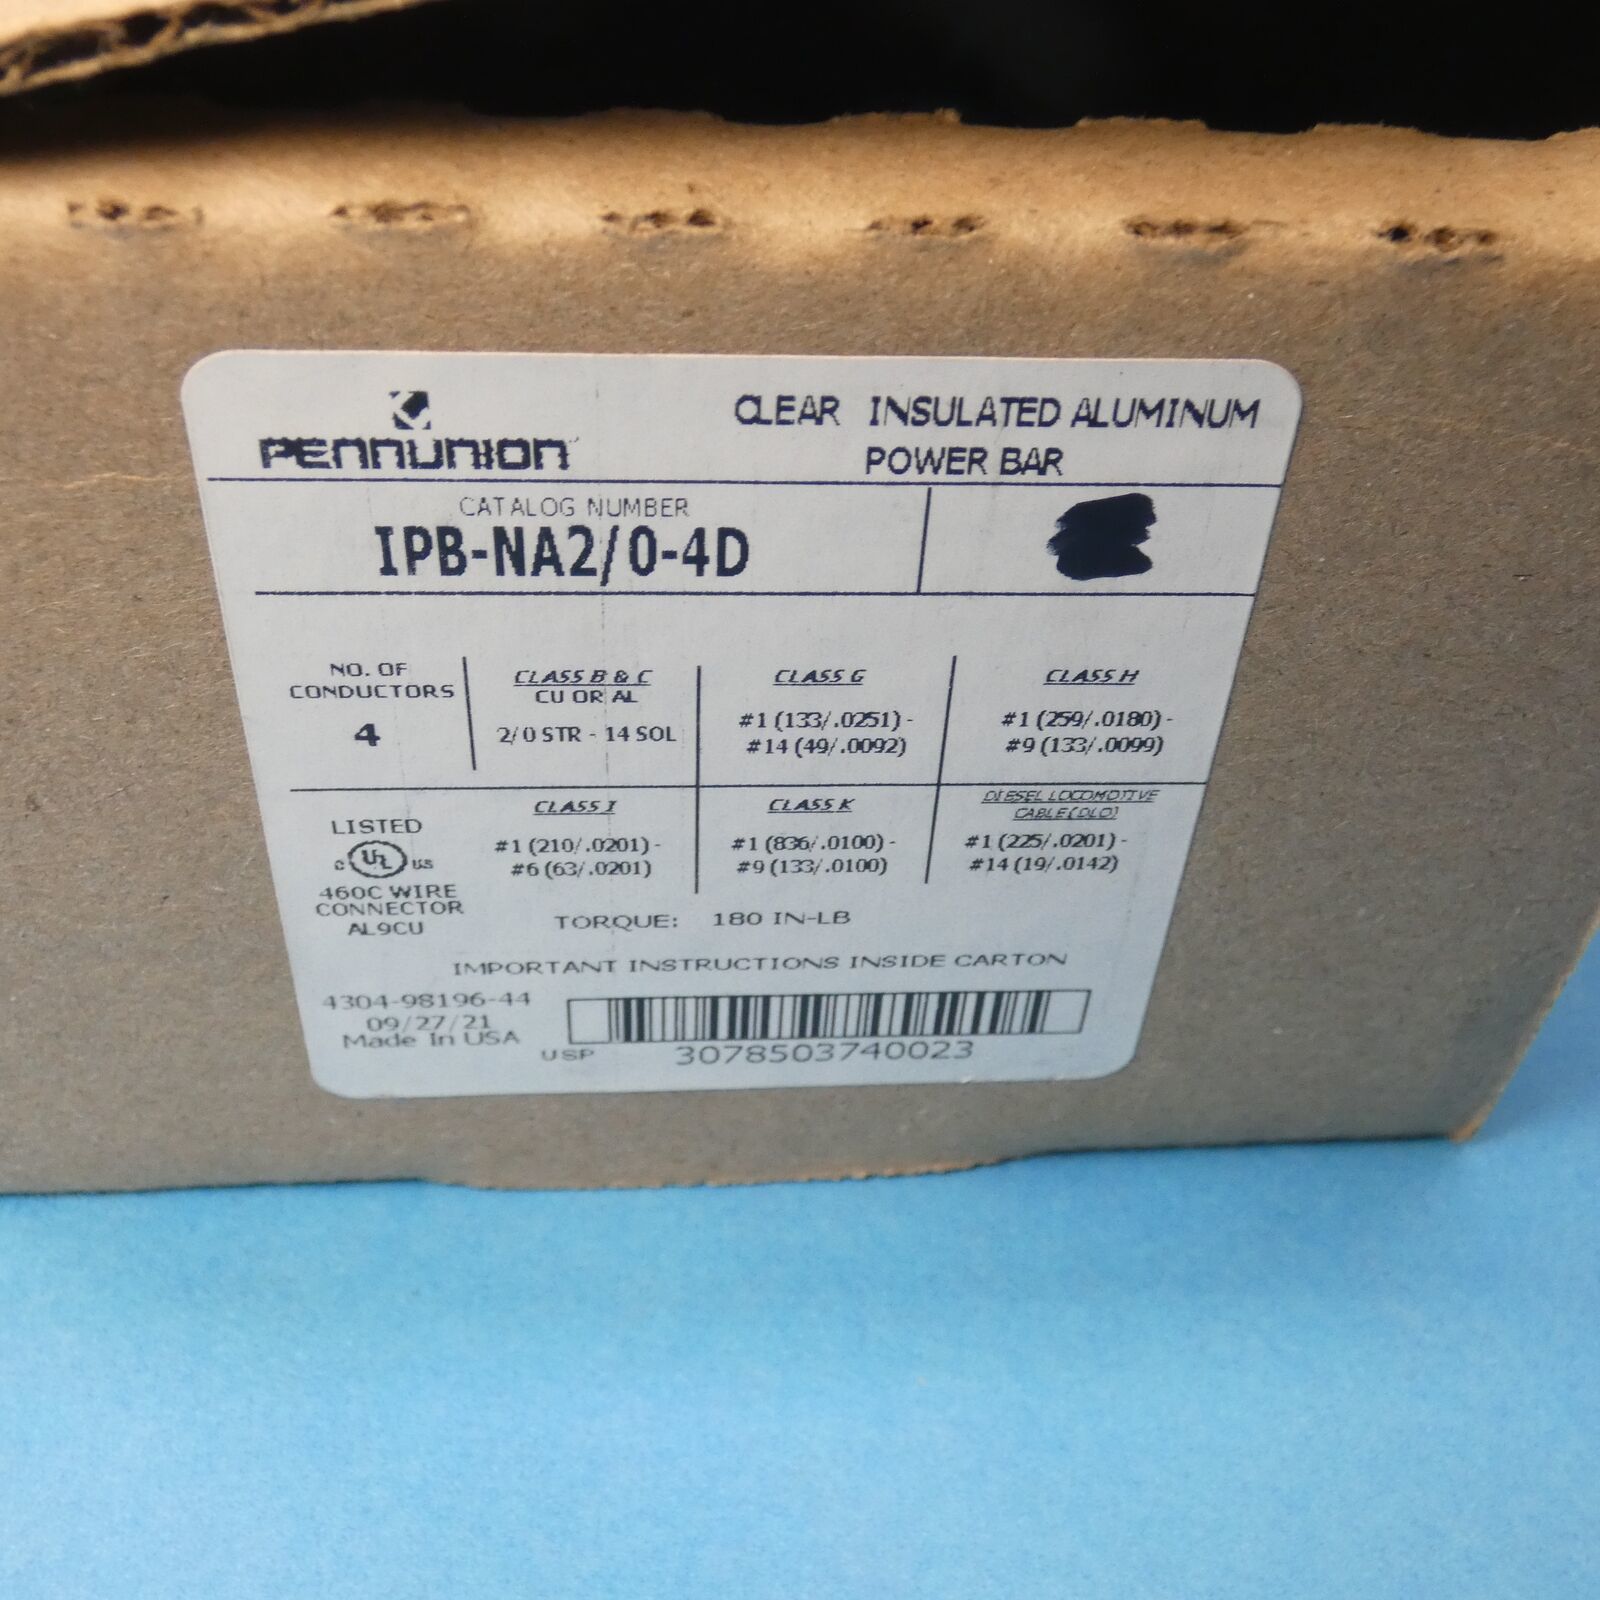 PENNUNION
CLEAR INSULATED ALUMINUM
POWER BAR
CATALOG NUMBER
IPB-NA2/0-4D
NO. OF
CONDUCTORS
4
CLASS B & C
CU OR AL
2/0 STR - 14 SOL
CLASS G
#1 (133/.0251) -
#14 (49/.0092)
CLASS H
#1 (259/.0180) -
#9 (133/.0099)
LISTED
C UL US
460C WIRE
CONNECTOR
AL9CU
CLASS I
#1 (210/.0201) -
#6 (63/.0201)
CLASS K
#1 (836/.0100) -
#9 (133/.0100)
DIESEL LOCOMOTIVE
CABLE (DLO)
#1 (225/.0201) -
#14 (19/.0142)
TORQUE: 180 IN-LB
IMPORTANT INSTRUCTIONS INSIDE CARTON
4304-98196-44
09/27/21
Made In USA
USP
3078503740023